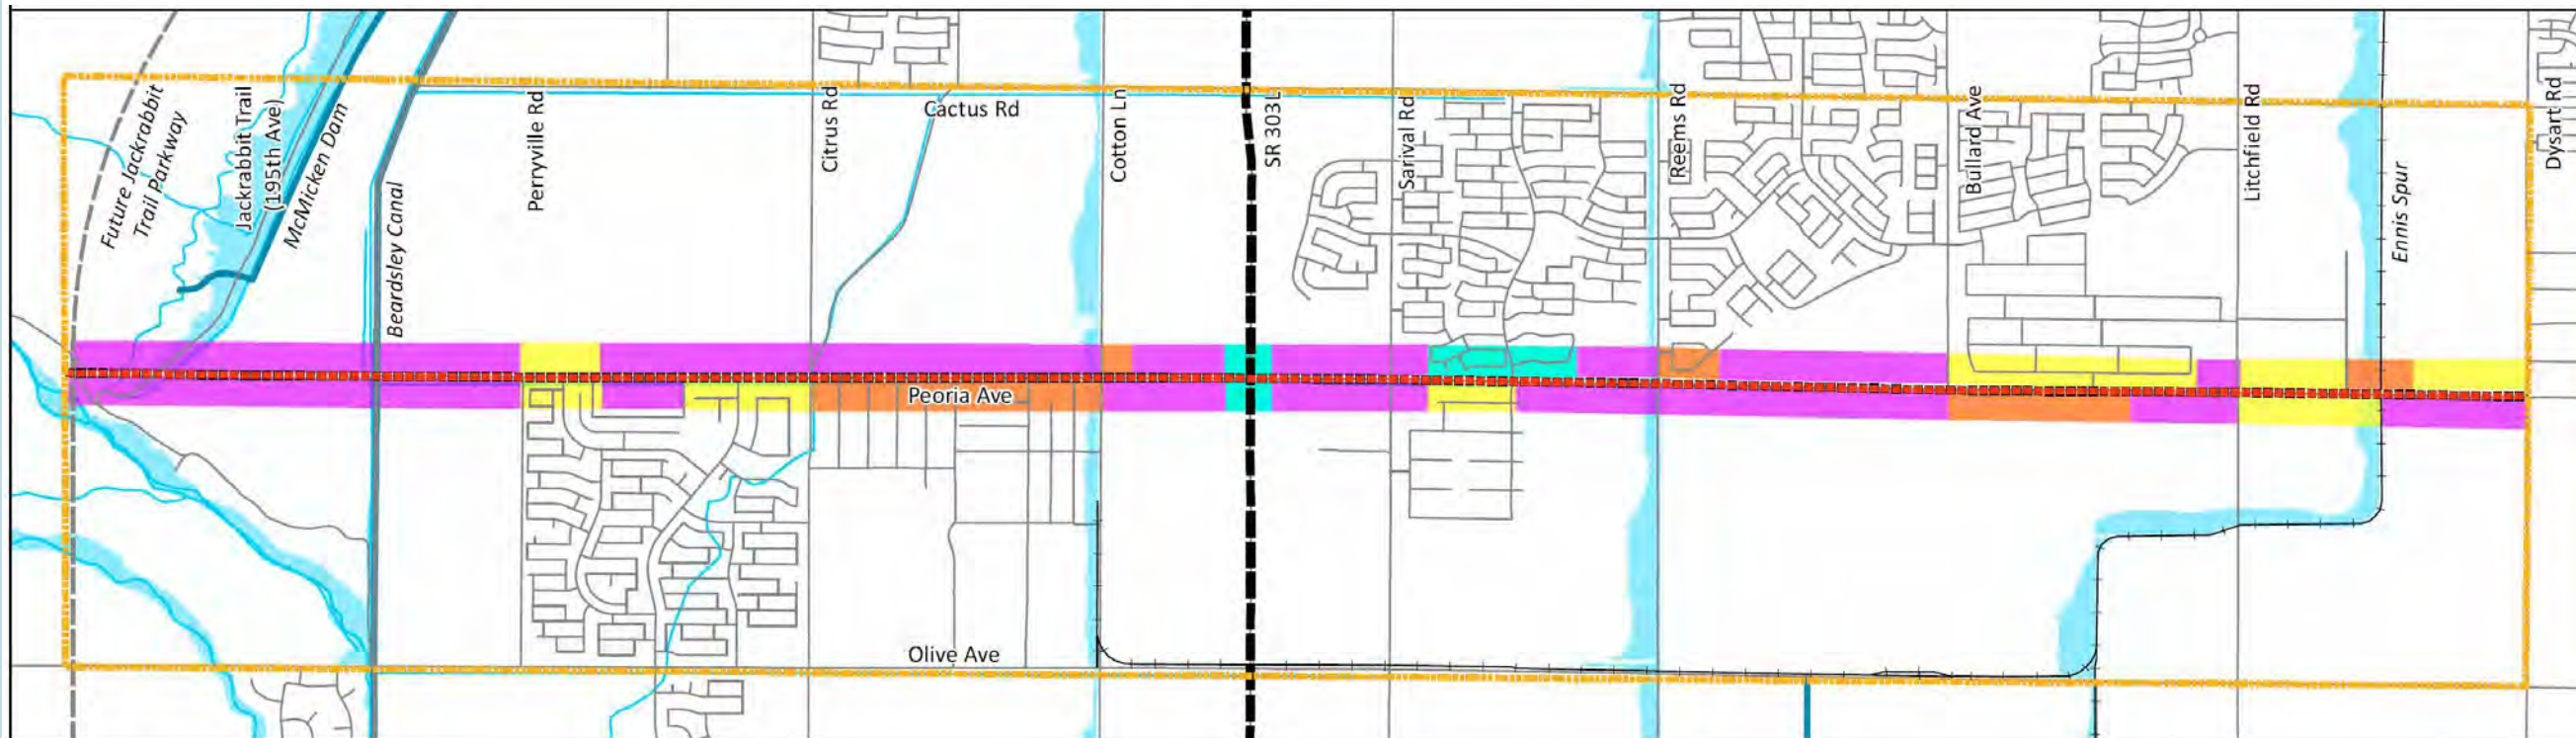 Future Jackrabbit
Trail Parkway
Jackrabbit Trail
(195th Ave)
McMicken Dam
Beardsley Canal
Perryville Rd
Citrus Rd
Cactus Rd
Cotton Ln
SR 303L
Sarival Rd
Reems Rd
Bullard Ave
Litchfield Rd
Ennis Spur
Dysart Rd
Peoria Ave
Olive Ave